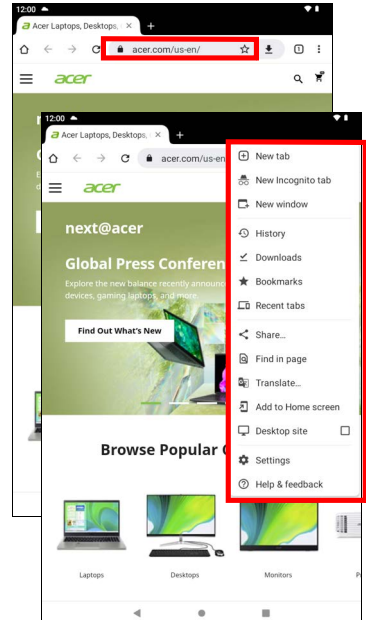 12:00
Acer Laptops, Desktops,
acer.com/us-en/
1
acer
12:00
Acer Laptops, Desktops,
acer.com/us-en
acer
next@acer
Global Press Conferen
Explore the new balance recently announc
devices, gaming laptops, and more.
Find Out What's New
Browse Popular
Laptops
Desktops
Monitors
New tab
New Incognito tab
New window
History
Downloads
Bookmarks
Recent tabs
Share...
Find in page
Translate...
Add to Home screen
Desktop site
Settings
Help & feedback